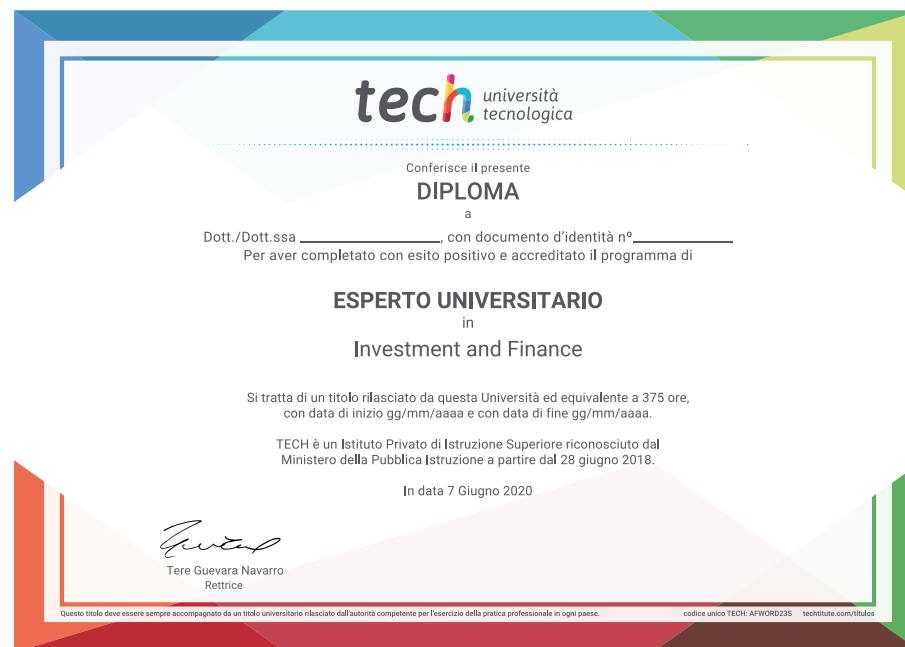 tech università
tecnologica
Conferisce il presente
DIPLOMA
a
Dott./Dott.ssa ____________________, con documento d'identità nº______________
Per aver completato con esito positivo e accreditato il programma di
ESPERTO UNIVERSITARIO
in
Investment and Finance
Si tratta di un titolo rilasciato da questa Università ed equivalente a 375 ore,
con data di inizio gg/mm/aaaa e con data di fine gg/mm/aaaa.
TECH è un Istituto Privato di Istruzione Superiore riconosciuto dal
Ministero della Pubblica Istruzione a partire dal 28 giugno 2018.
In data 7 Giugno 2020
Tere Guevara Navarro
Rettrice
Questo titolo deve essere sempre accompagnato da un titolo universitario rilasciato dall'autorità competente per l'esercizio della pratica professionale in ogni paese. codice unico TECH: AFWORD23S techtitute.com/titulos